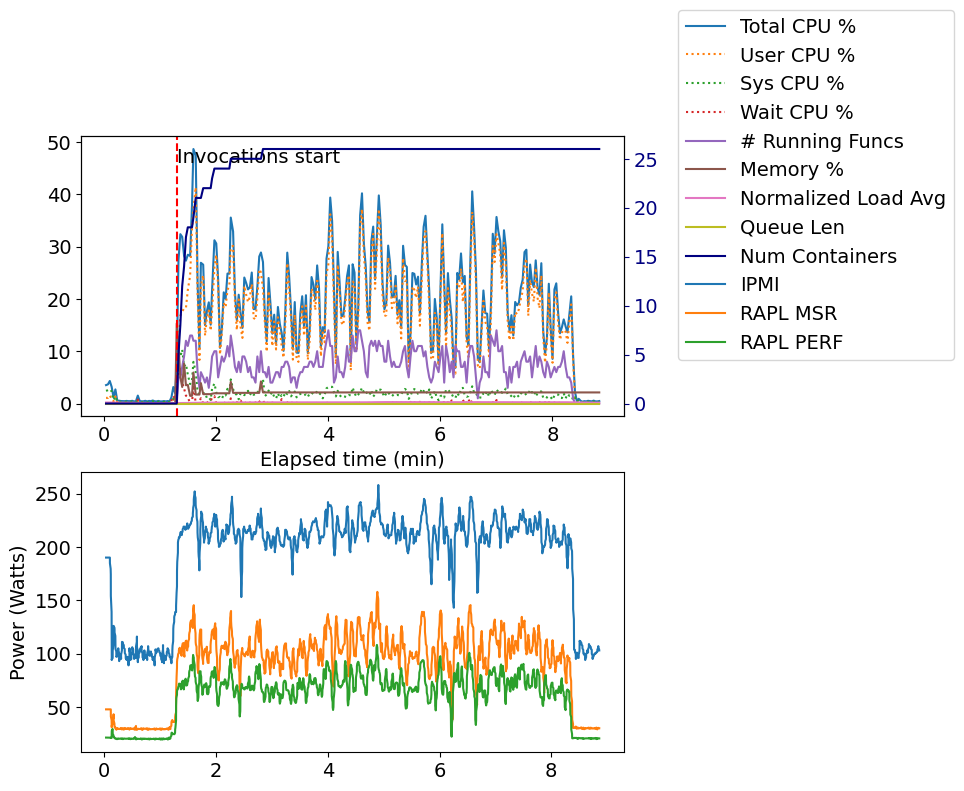 Total CPU %
User CPU %
Sys CPU %
Wait CPU %
# Running Funcs
Memory %
Normalized Load Avg
Queue Len
Num Containers
IPMI
RAPL MSR
RAPL PERF
Invocations start
50
40
30
20
10
0
25
20
15
10
5
0
0 2 4 6 8
Elapsed time (min)
Power (Watts)
250
200
150
100
50
0 2 4 6 8